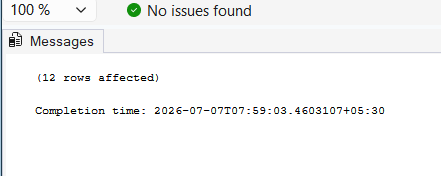 100 %
No issues found
Messages
(12 rows affected)
Completion time: 2026-07-07T07:59:03.4603107+05:30